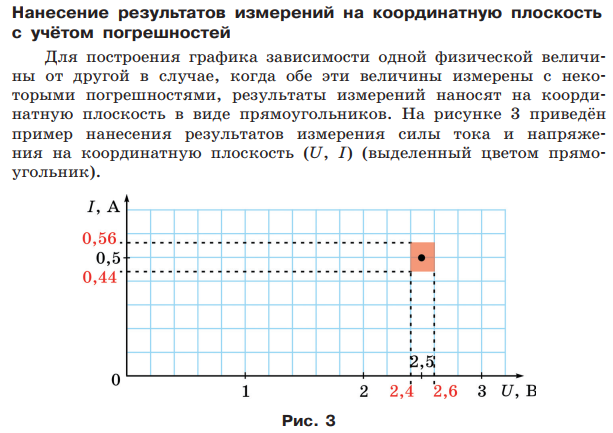 Нанесение результатов измерений на координатную плоскость
с учётом погрешностей
Для построения графика зависимости одной физической величи-
ны от другой в случае, когда обе эти величины измерены с неко-
торыми погрешностями, результаты измерений наносят на коорди-
натную плоскость в виде прямоугольников. На рисунке 3 приведён
пример нанесения результатов измерения силы тока и напряже-
ния на координатную плоскость (U, I) (выделенный цветом прямо-
угольник).
I, А
0,56
0,5
0,44
2,5
0
1
2
2,4
2,6
3
U, В
Рис. 3